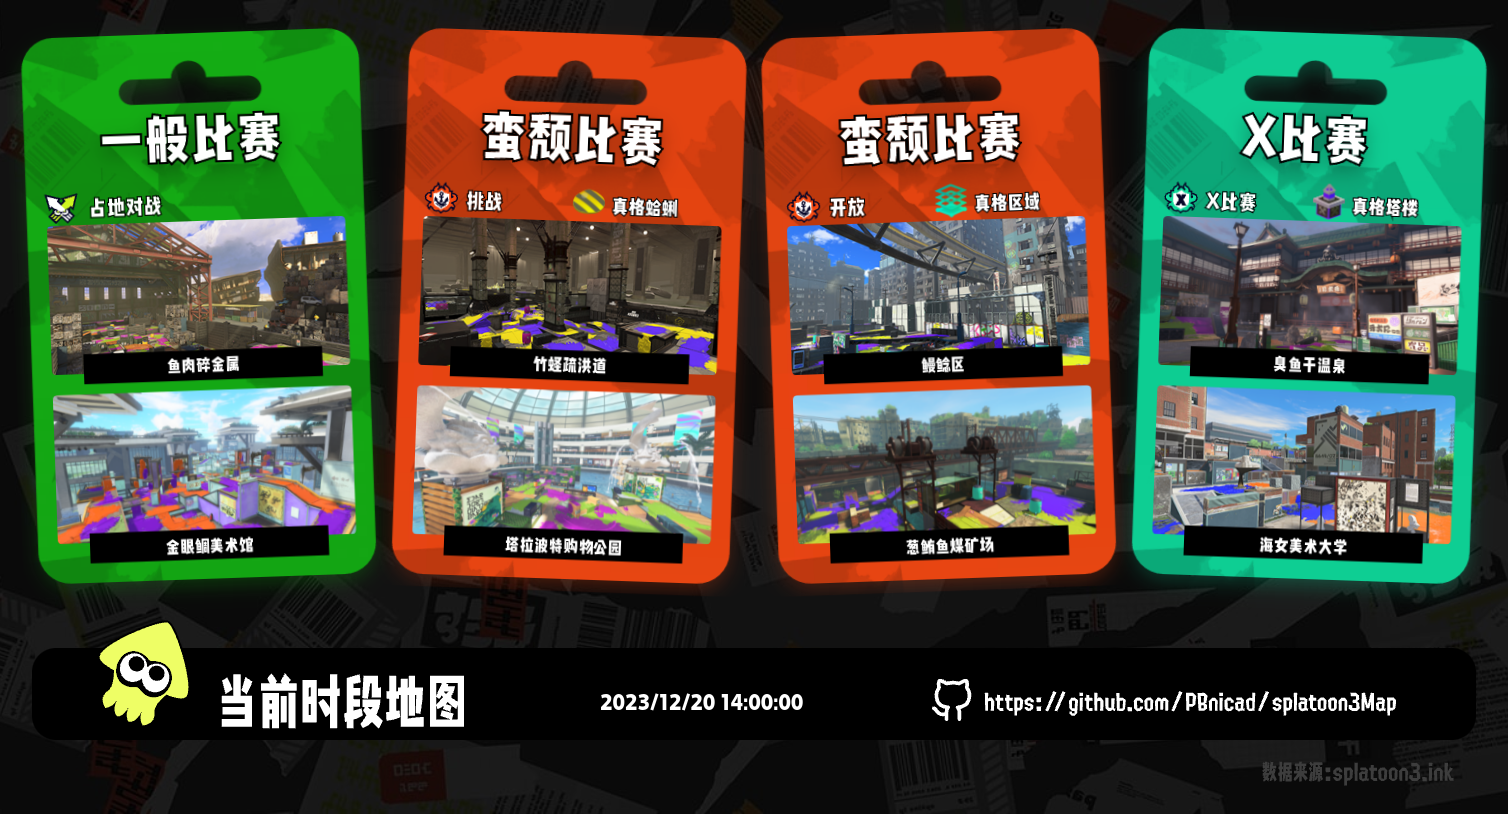 一般比赛
占地对战
鱼肉碎金属
金眼鲷美术馆
蛮颓比赛
挑战
真格蛤蜊
竹蛏疏洪道
塔拉波特购物公园
蛮颓比赛
开放
真格区域
鳗鲶区
葱鲔鱼煤矿场
X比赛
X比赛
真格塔楼
臭鱼干温泉
海女美术大学
当前时段地图
2023/12/20 14:00:00
https://github.com/PBnicad/splatoon3Map
数据来源:splatoon3.ink